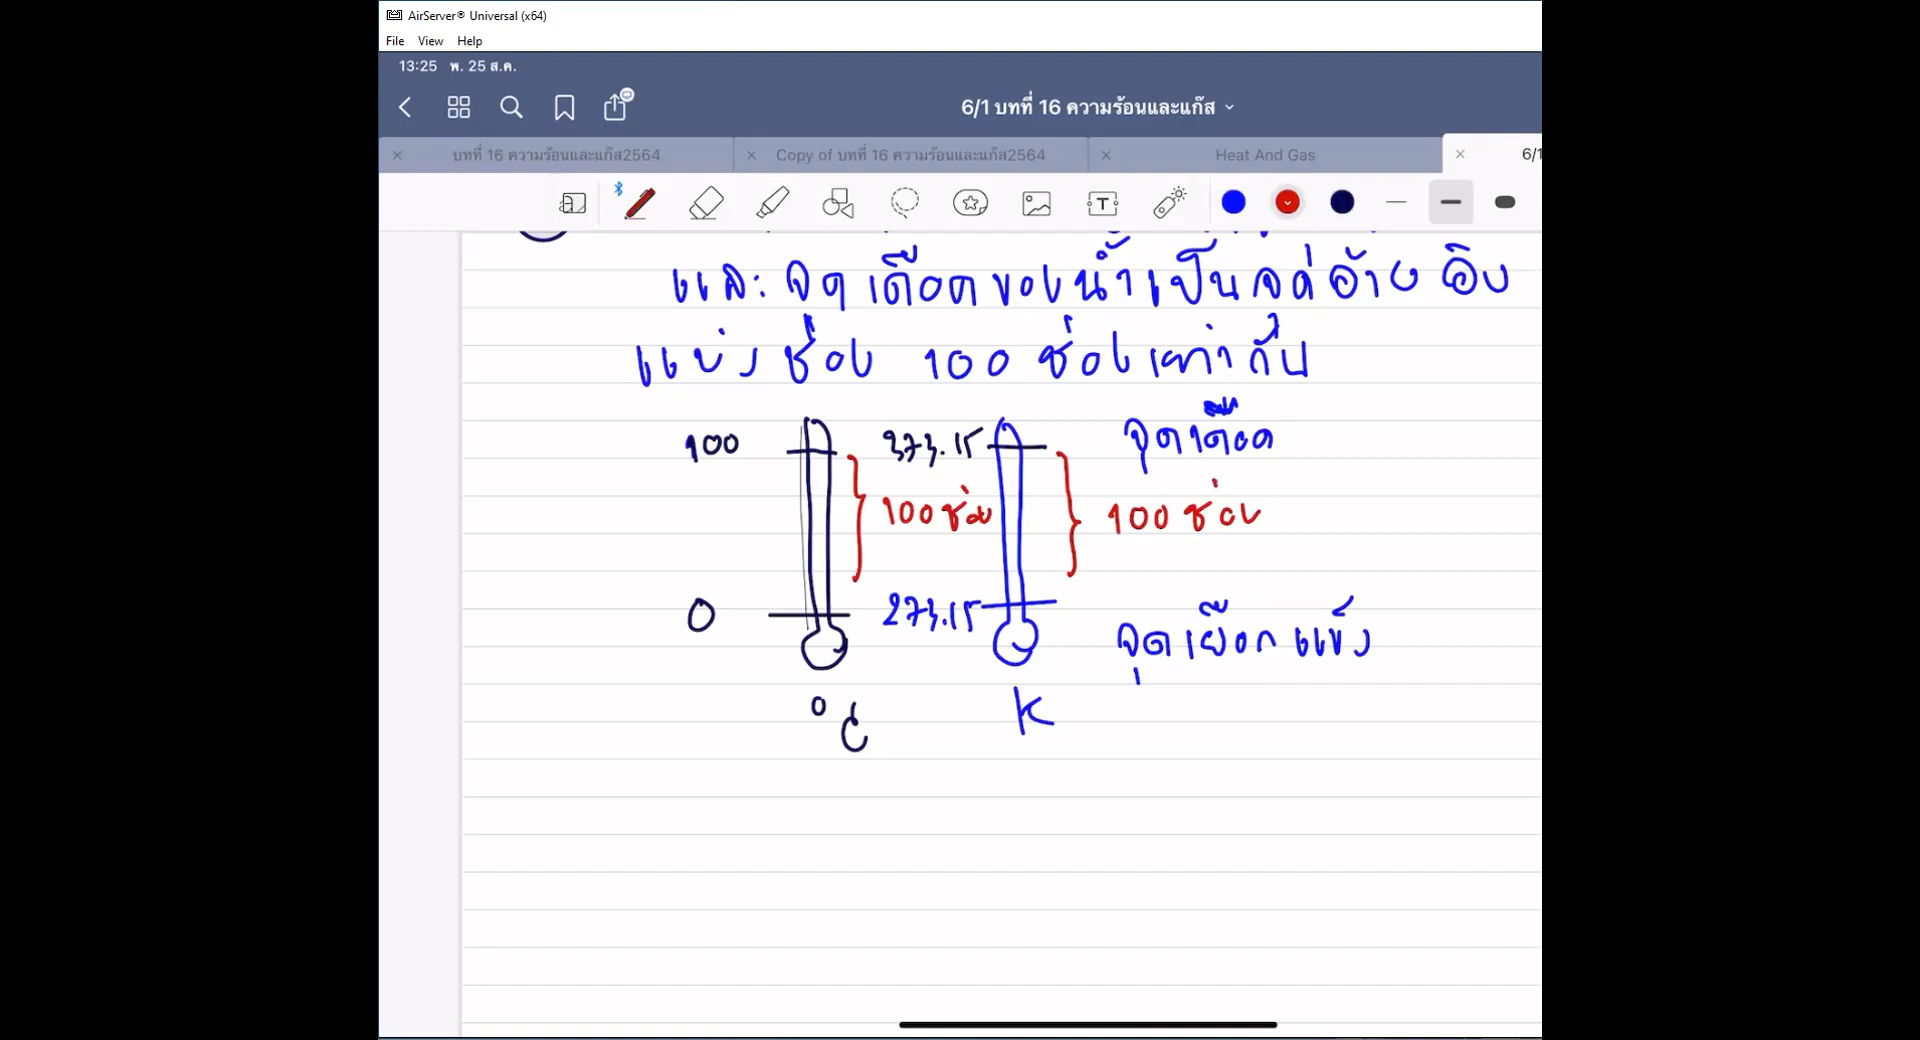 AirServer® Universal (x64)
File View Help
13:25 พ. 25 ส.ค.
6/1 บทที่ 16 ความร้อนและแก๊ส
บทที่ 16 ความร้อนและแก๊ส2564 Copy of บทที่ 16 ความร้อนและแก๊ส2564 Heat And Gas 6/1
และจุดเดือดของน้ำเป็นจุดอ้างอิง
แบ่งช่อง 100 ช่องเท่ากัน
100 373.15 จุดเดือด
100 ช่อง 100 ช่อง
0 273.15 จุดเยือกแข็ง
°C K